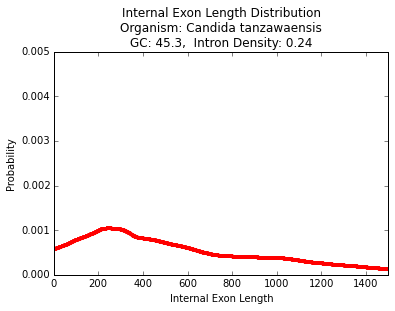 Internal Exon Length Distribution
Organism: Candida tanzawaensis
GC: 45.3,  Intron Density: 0.24
0.005
0.004
0.003
0.002
0.001
0.000
Probability
0 200 400 600 800 1000 1200 1400
Internal Exon Length